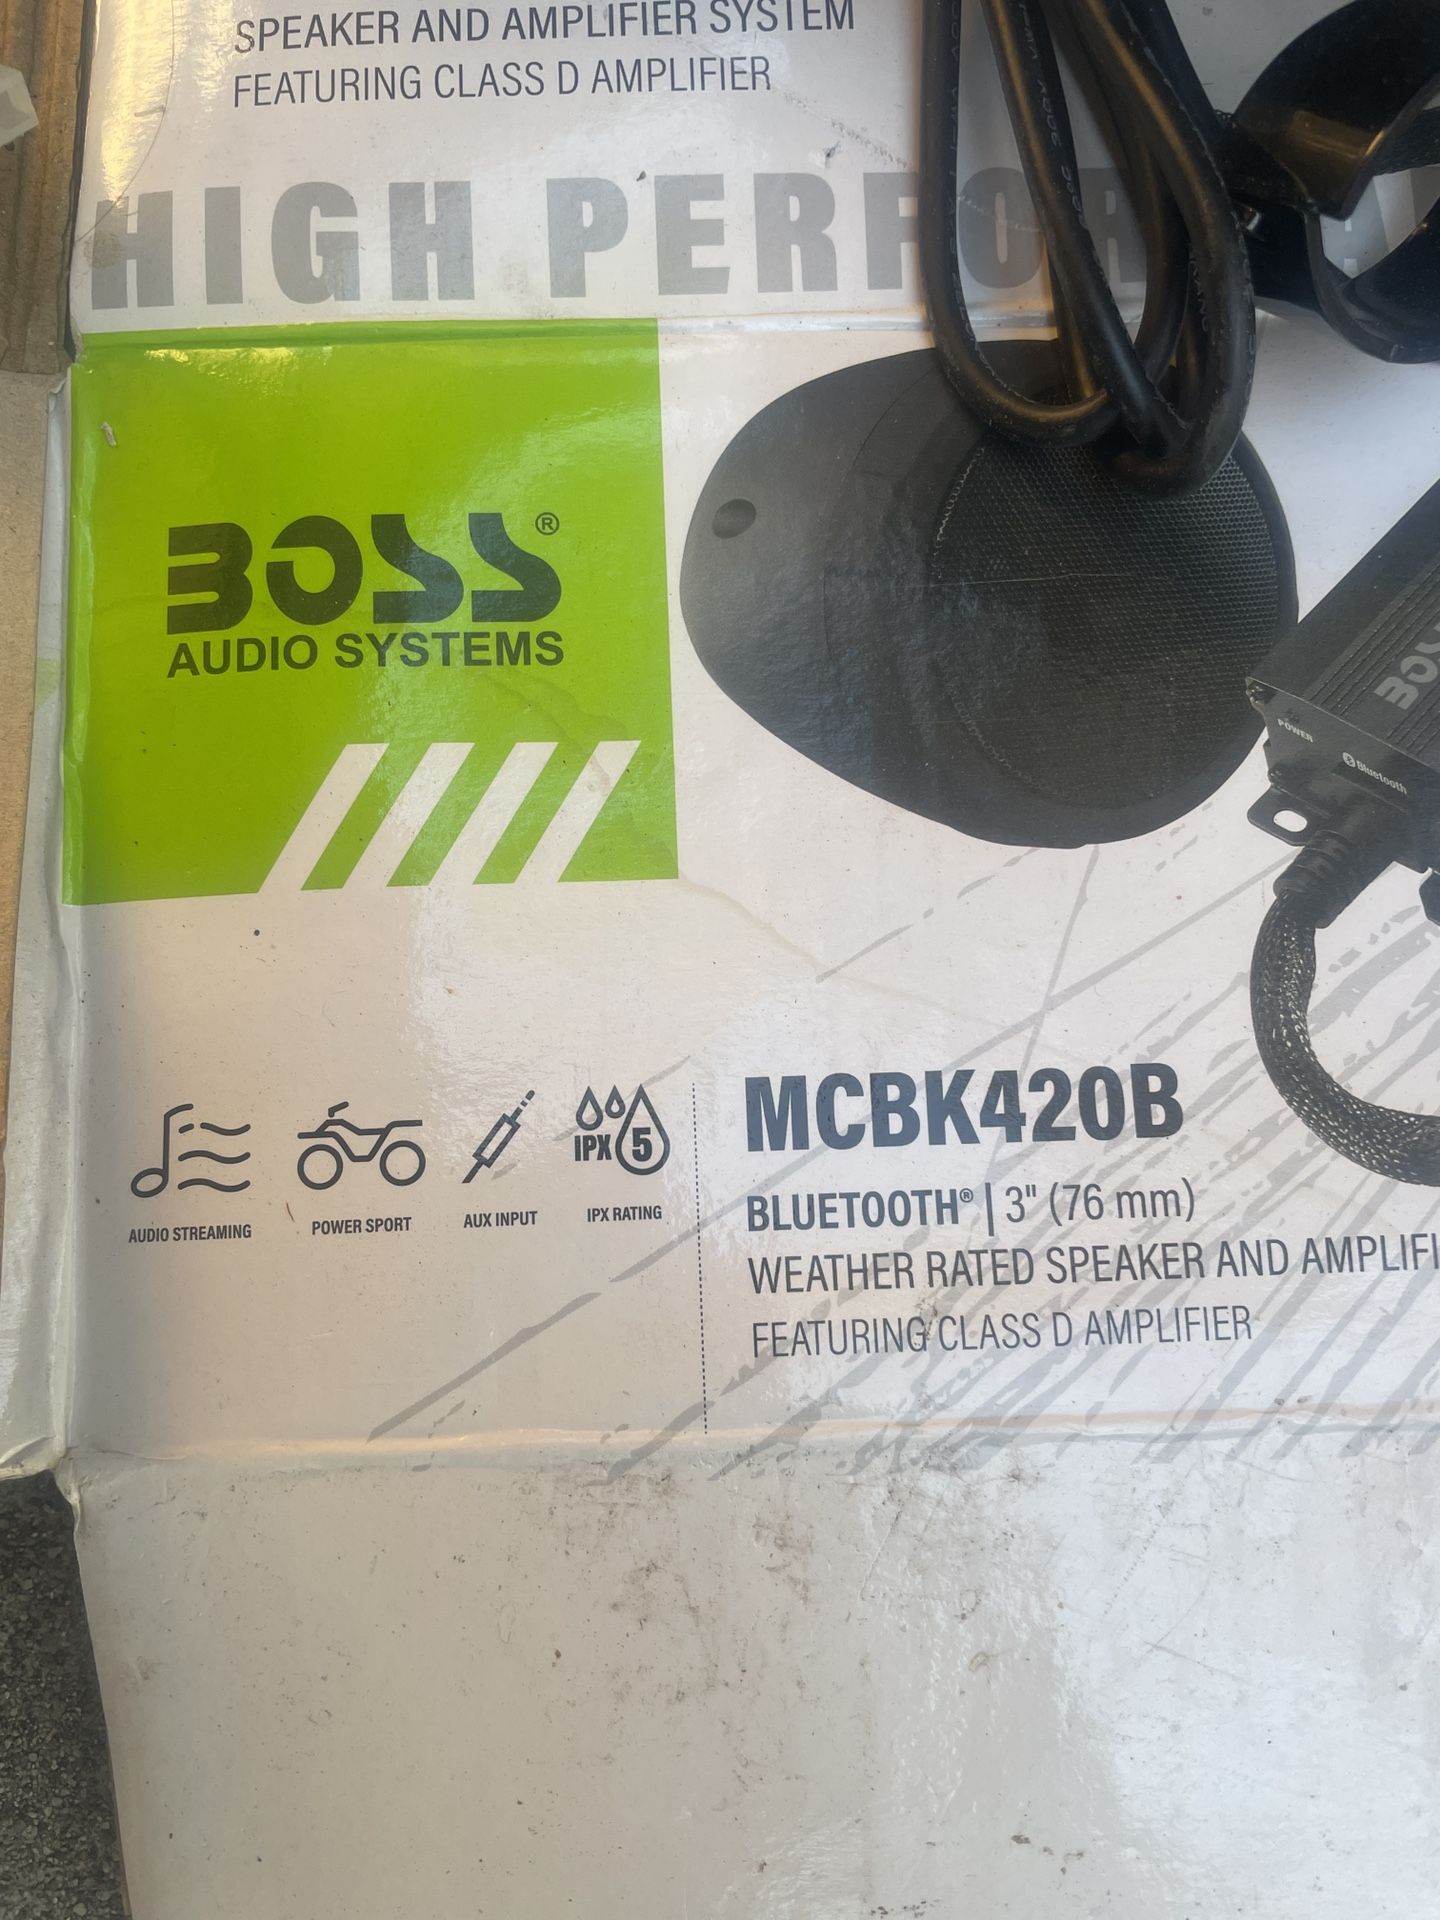 SPEAKER AND AMPLIFIER SYSTEM
FEATURING CLASS D AMPLIFIER
HIGH PERFOR
BOSS®
AUDIO SYSTEMS
POWER
Bluetooth
IPX 5
AUDIO STREAMING
POWER SPORT
AUX INPUT
IPX RATING
MCBK420B
BLUETOOTH® | 3" (76 mm)
WEATHER RATED SPEAKER AND AMPLIFI
FEATURING CLASS D AMPLIFIER